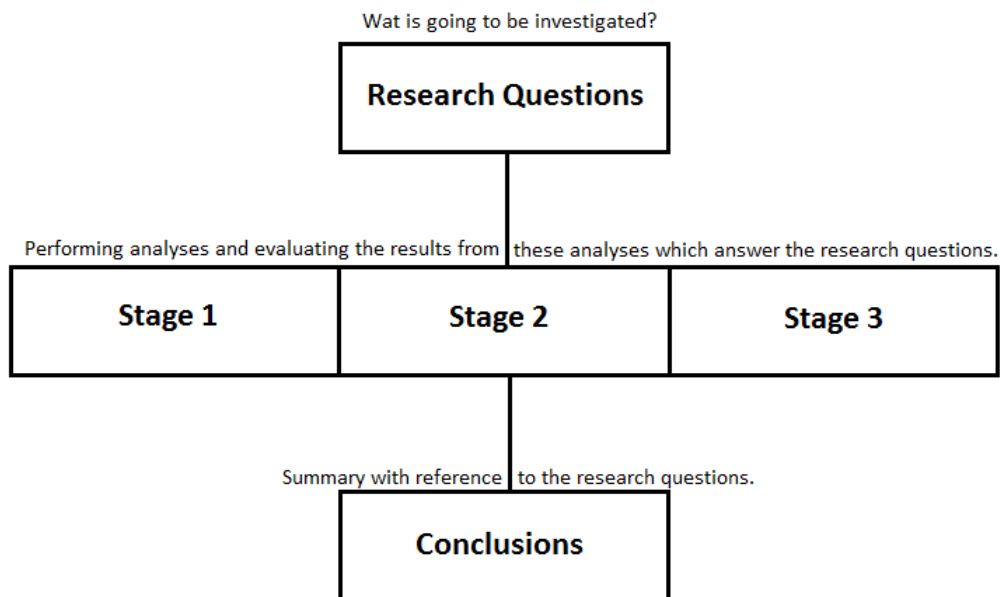 Wat is going to be investigated?
Research Questions
Performing analyses and evaluating the results from these analyses which answer the research questions.
Stage 1 Stage 2 Stage 3
Summary with reference to the research questions.
Conclusions